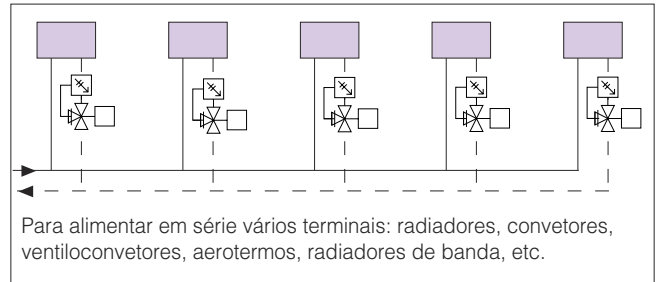 Para alimentar em série vários terminais: radiadores, convetores,
ventiloconvetores, aerotermos, radiadores de banda, etc.